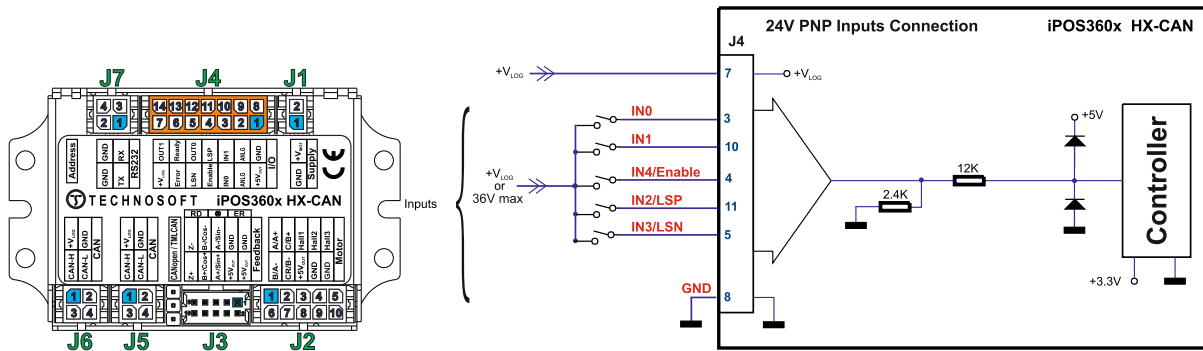 J7
J4
J1
4
3
2
1
14
13
12
11
10
9
8
7
6
5
4
3
2
1
2
1
Address
GND
GND
RX
TX
RS232
OUT1
Ready
OUT0
LSP
IN1
ANLG
GND
+VLOG
Error
LSN
Enable
IN0
ANLG
+5VOUT
I/O
+VMOT
GND
Supply
CE
TECHNOSOFT iPOS360x HX-CAN
+VLOG
GND
CAN-H
CAN-L
CAN
+VLOG
GND
CAN-H
CAN-L
CAN
CANopen / TMLCAN
RD
ER
Z-
B-/Cos-
A-/Sin-
GND
GND
Z+
B+/Cos+
A+/Sin+
+5VOUT
+5VOUT
Feedback
A/A+
C/B+
Hall1
Hall2
Hall3
B/A-
CR/B-
+5VOUT
GND
GND
Motor
1
2
3
4
1
2
3
4
1
2
3
4
5
6
7
8
9
10
J6
J5
J3
J2
24V PNP Inputs Connection
iPOS360x HX-CAN
J4
+VLOG
7
+VLOG
Inputs
+VLOG
or
36V max
IN0
3
IN1
10
IN4/Enable
4
IN2/LSP
11
IN3/LSN
5
GND
8
2.4K
12K
+5V
Controller
+3.3V